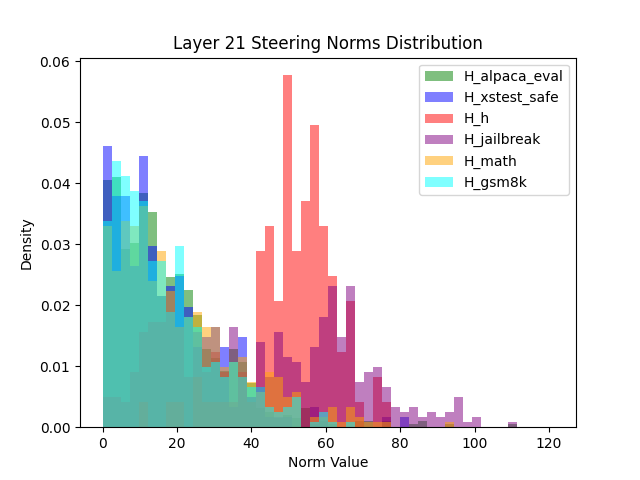 Layer 21 Steering Norms Distribution
0.06
0.05
0.04
0.03
0.02
0.01
0.00
Density
H_alpaca_eval
H_xstest_safe
H_h
H_jailbreak
H_math
H_gsm8k
0 20 40 60 80 100 120
Norm Value